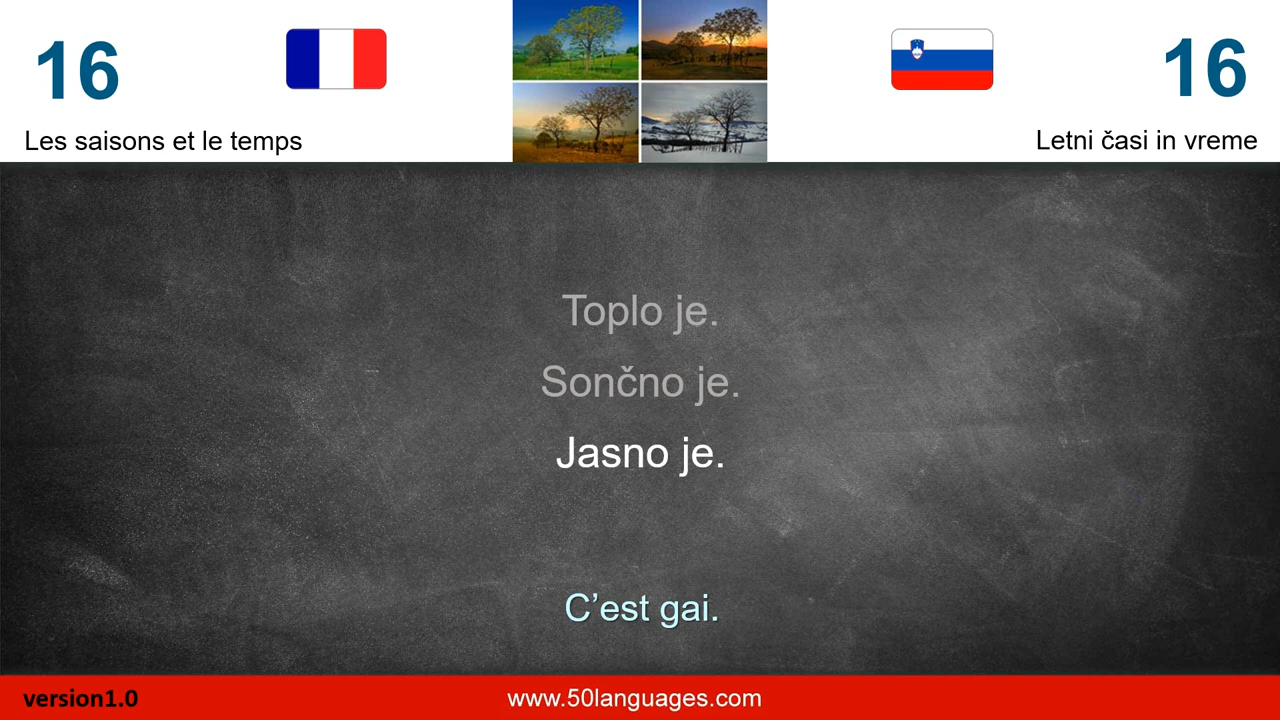 16
16
Les saisons et le temps
Letni časi in vreme
Toplo je.
Sončno je.
Jasno je.
C’est gai.
version1.0
www.50languages.com